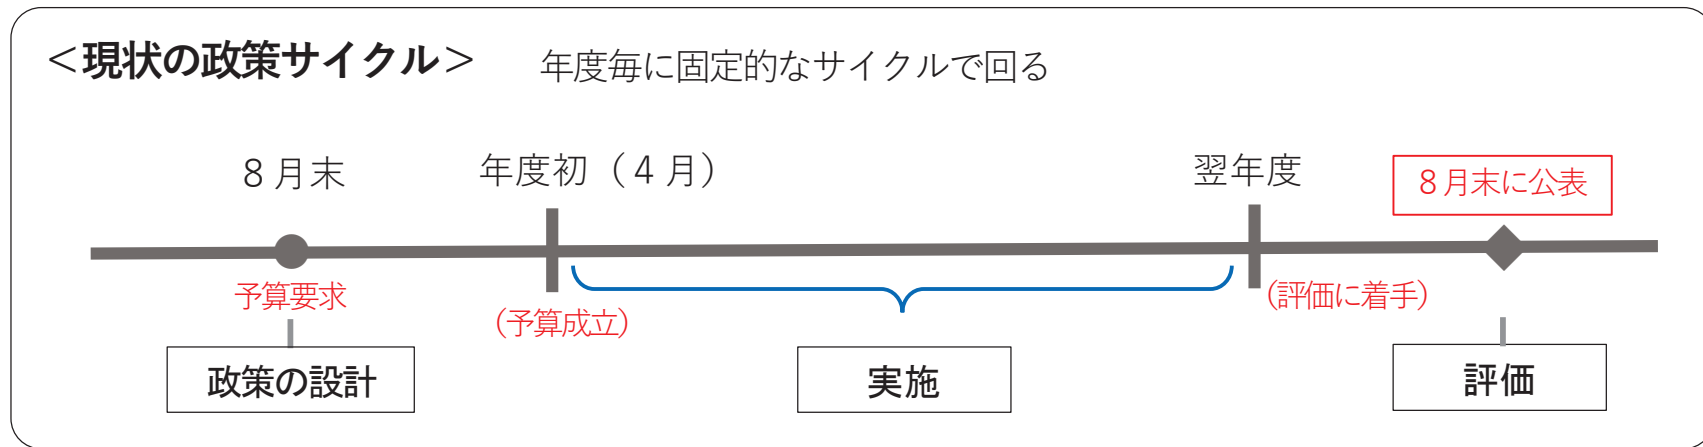 ＜現状の政策サイクル＞ 年度毎に固定的なサイクルで回る
８月末 年度初（４月） 翌年度 ８月末に公表
予算要求 （予算成立） （評価に着手）
政策の設計 実施 評価